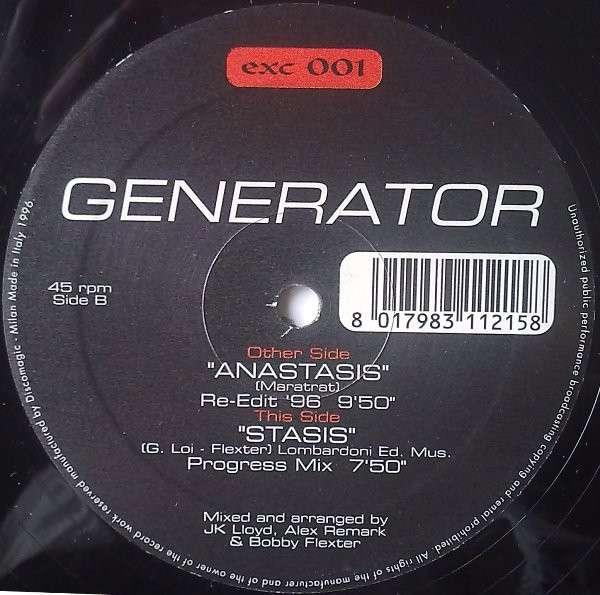 exc 001
GENERATOR
45 rpm
Side B
8 017983 112158
Other Side
"ANASTASIS"
(Maratrat)
Re-Edit '96 9'50"
This Side
"STASIS"
(G. Loi - Flexter) Lombardoni Ed. Mus.
Progress Mix 7'50"
Mixed and arranged by
JK Lloyd, Alex Remark
& Bobby Flexter
Unauthorized public performance broadcasting copying and rental prohibited. All rights of the manufacturer and of the owner of the record work reserved manufactured by Discomagic - Milan Made in Italy 1996.